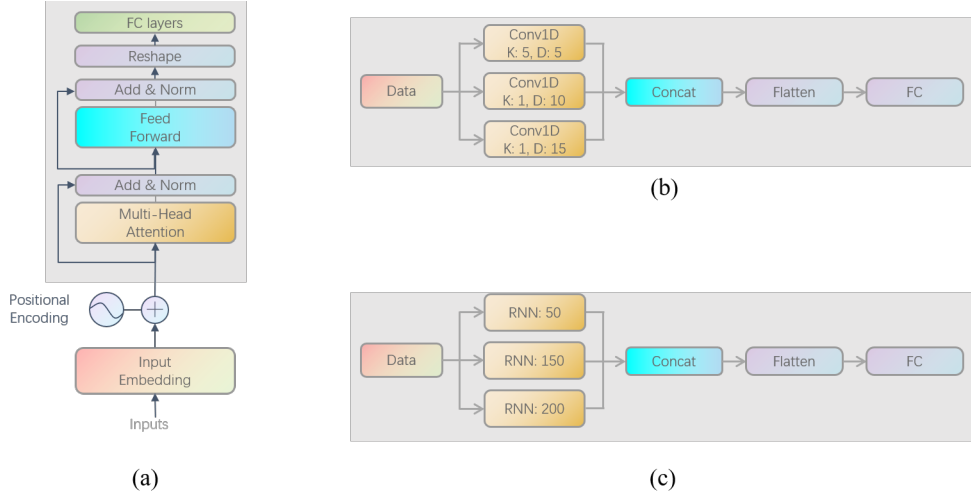 FC layers
Reshape
Add & Norm
Feed
Forward
Add & Norm
Multi-Head
Attention
Positional
Encoding
Input
Embedding
Inputs
(a)
Data
Conv1D
K: 5, D: 5
Conv1D
K: 1, D: 10
Conv1D
K: 1, D: 15
Concat
Flatten
FC
(b)
Data
RNN: 50
RNN: 150
RNN: 200
Concat
Flatten
FC
(c)